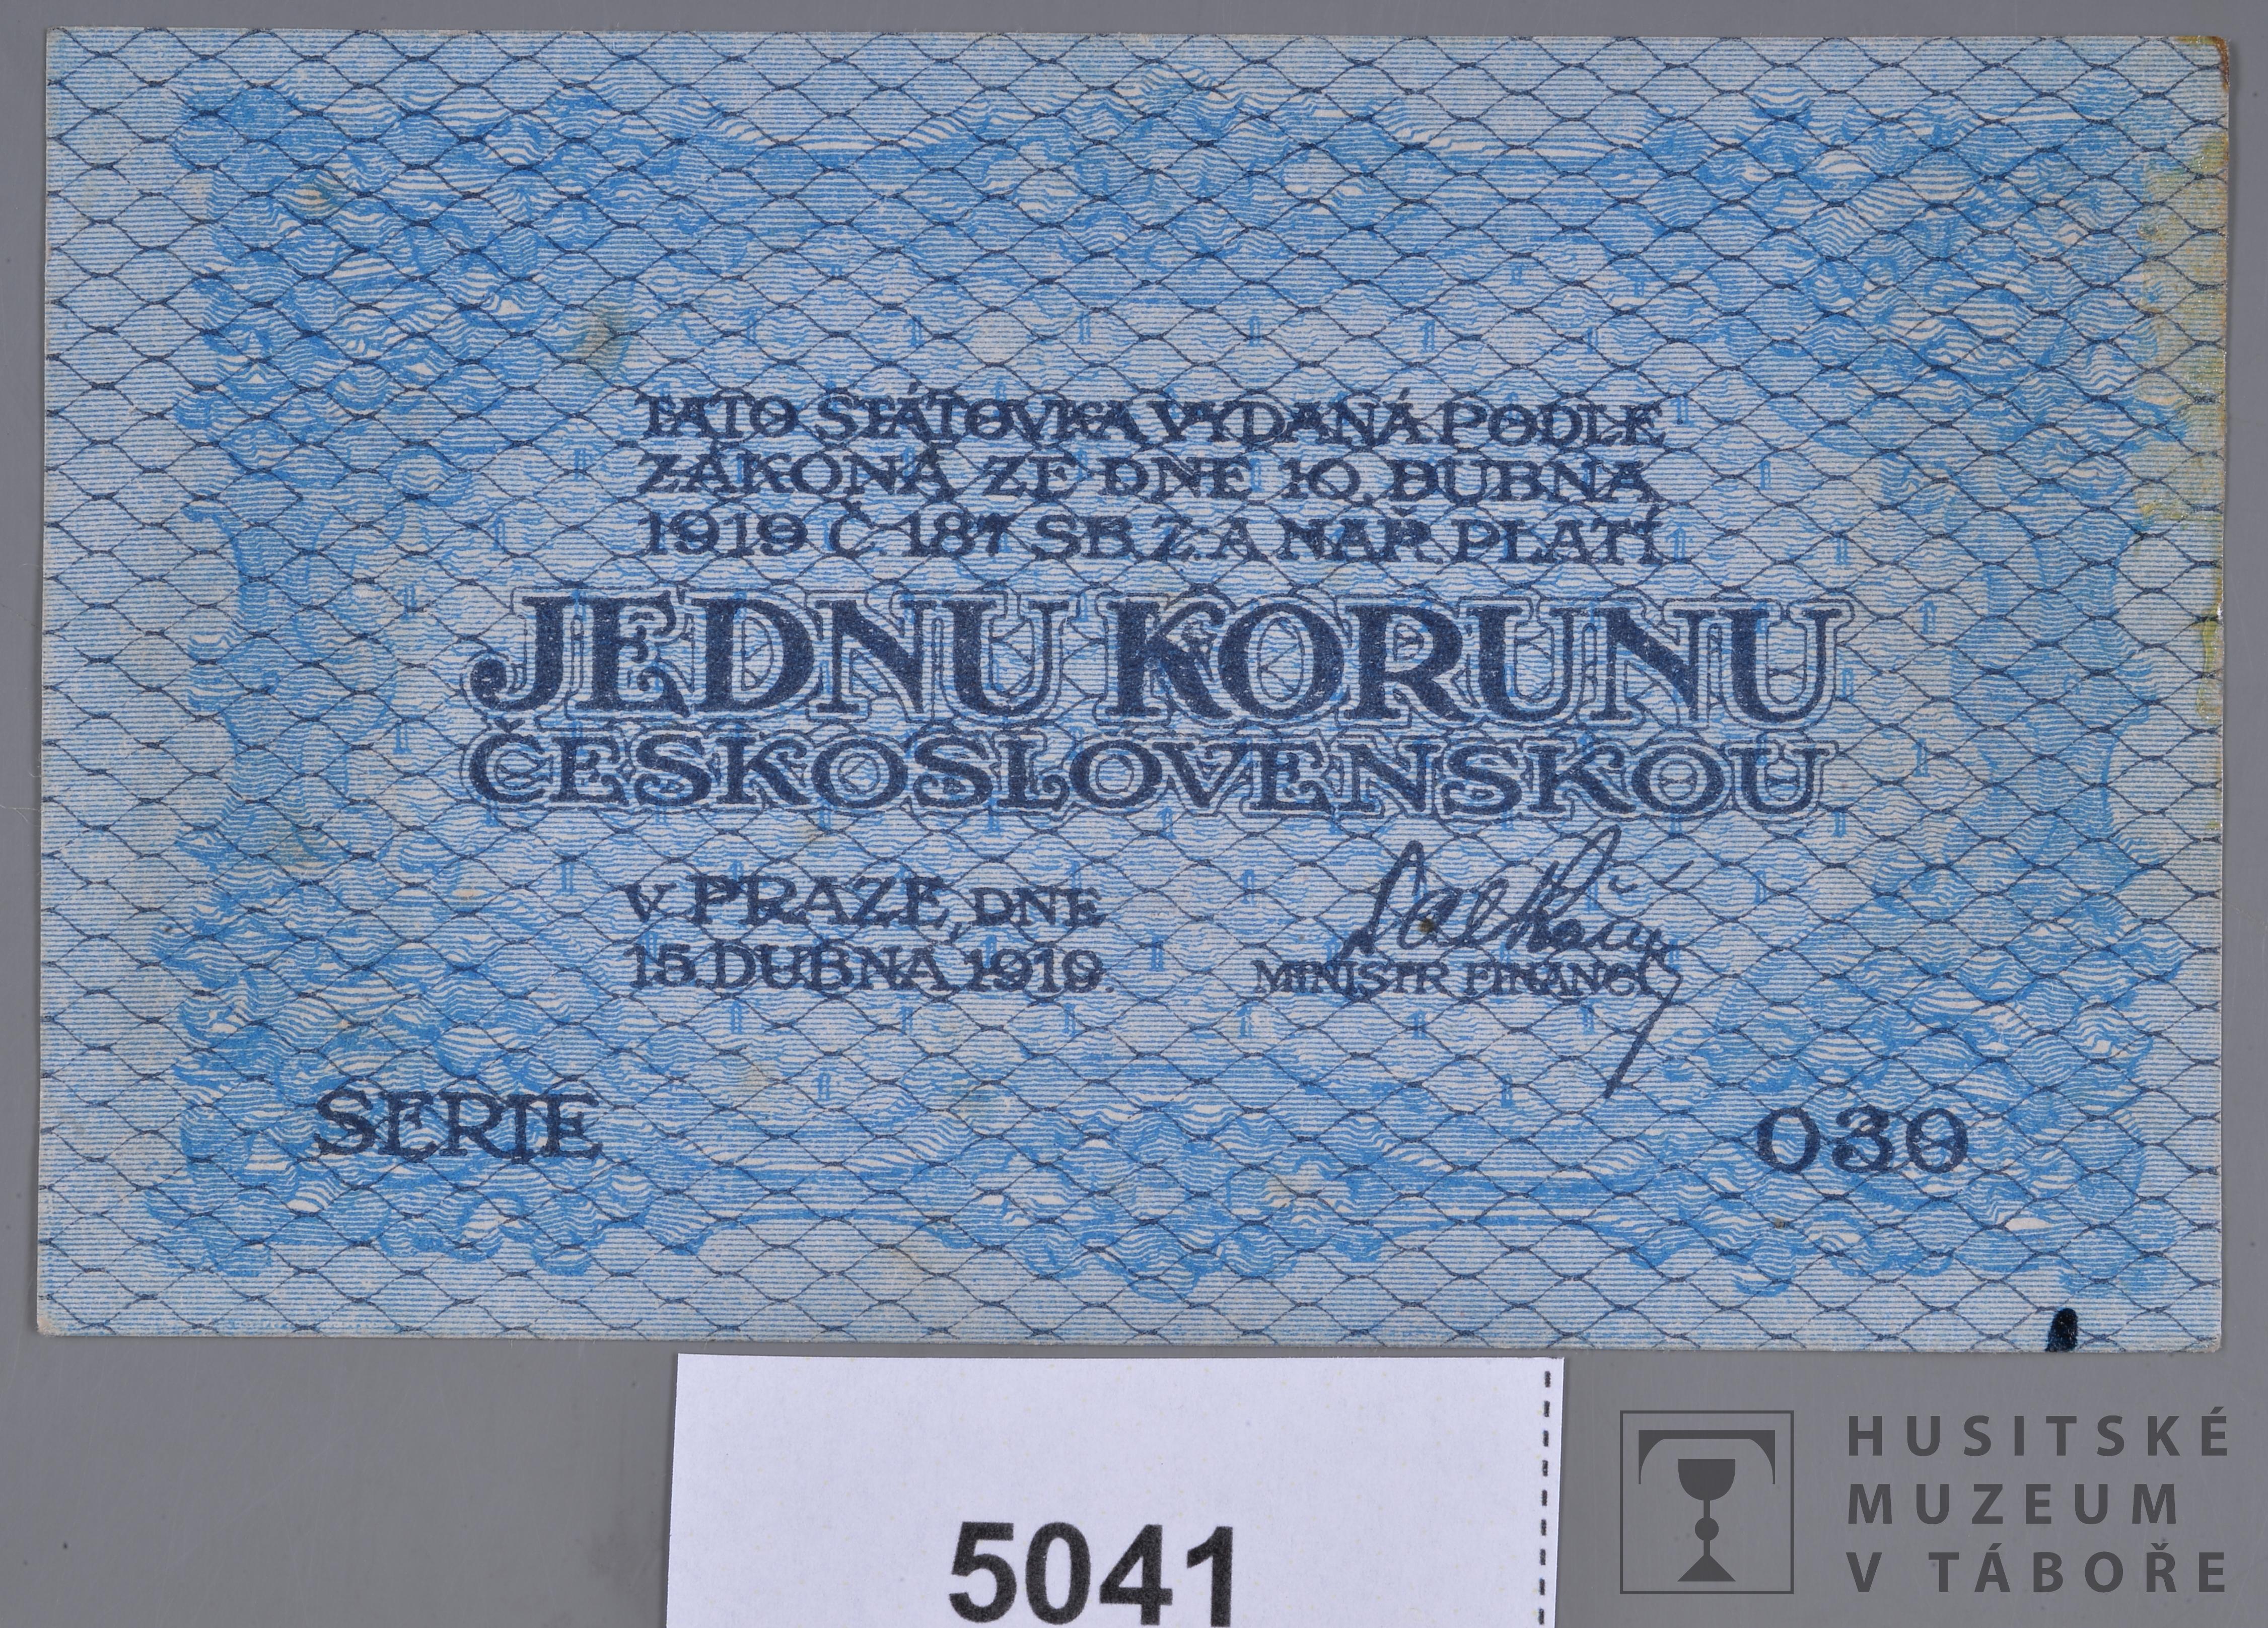 TATO STÁTOVKA VYDANÁ PODLE
ZÁKONA ZE DNE 10. DUBNA
1919 Č. 187 SB. Z. A NAŘ. PLATÍ
JEDNU KORUNU
ČESKOSLOVENSKOU
V PRAZE, DNE
15. DUBNA 1919.
MINISTR FINANCÍ
SERIE
030
5041
HUSITSKÉ
MUZEUM
V TÁBOŘE